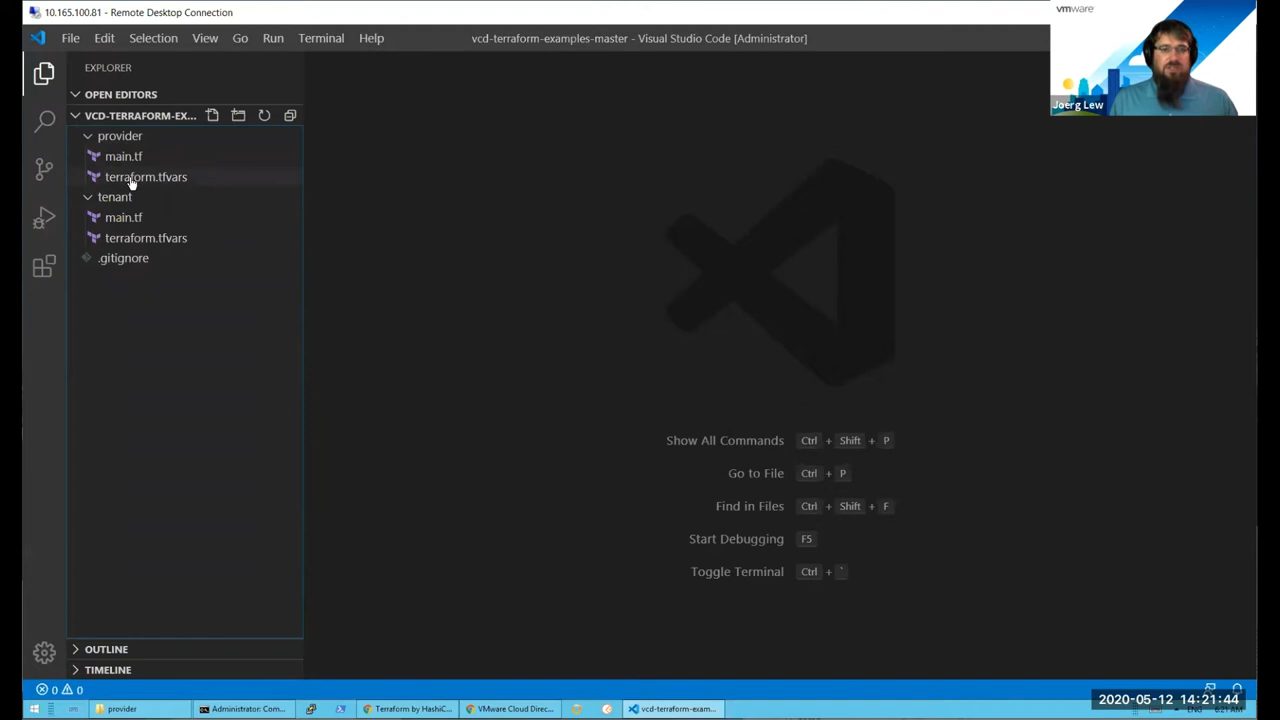 10.165.100.81 - Remote Desktop Connection
vmware
File Edit Selection View Go Run Terminal Help
vcd-terraform-examples-master - Visual Studio Code [Administrator]
EXPLORER
OPEN EDITORS
Joerg Lew
VCD-TERRAFORM-EX...
provider
main.tf
terraform.tfvars
tenant
main.tf
terraform.tfvars
.gitignore
Show All Commands Ctrl + Shift + P
Go to File Ctrl + P
Find in Files Ctrl + Shift + F
Start Debugging F5
Toggle Terminal Ctrl + `
OUTLINE
TIMELINE
0 0
2020-05-12 14:21:44
provider
Administrator: Com...
Terraform by HashiC...
VMware Cloud Direc...
vcd-terraform-exam...